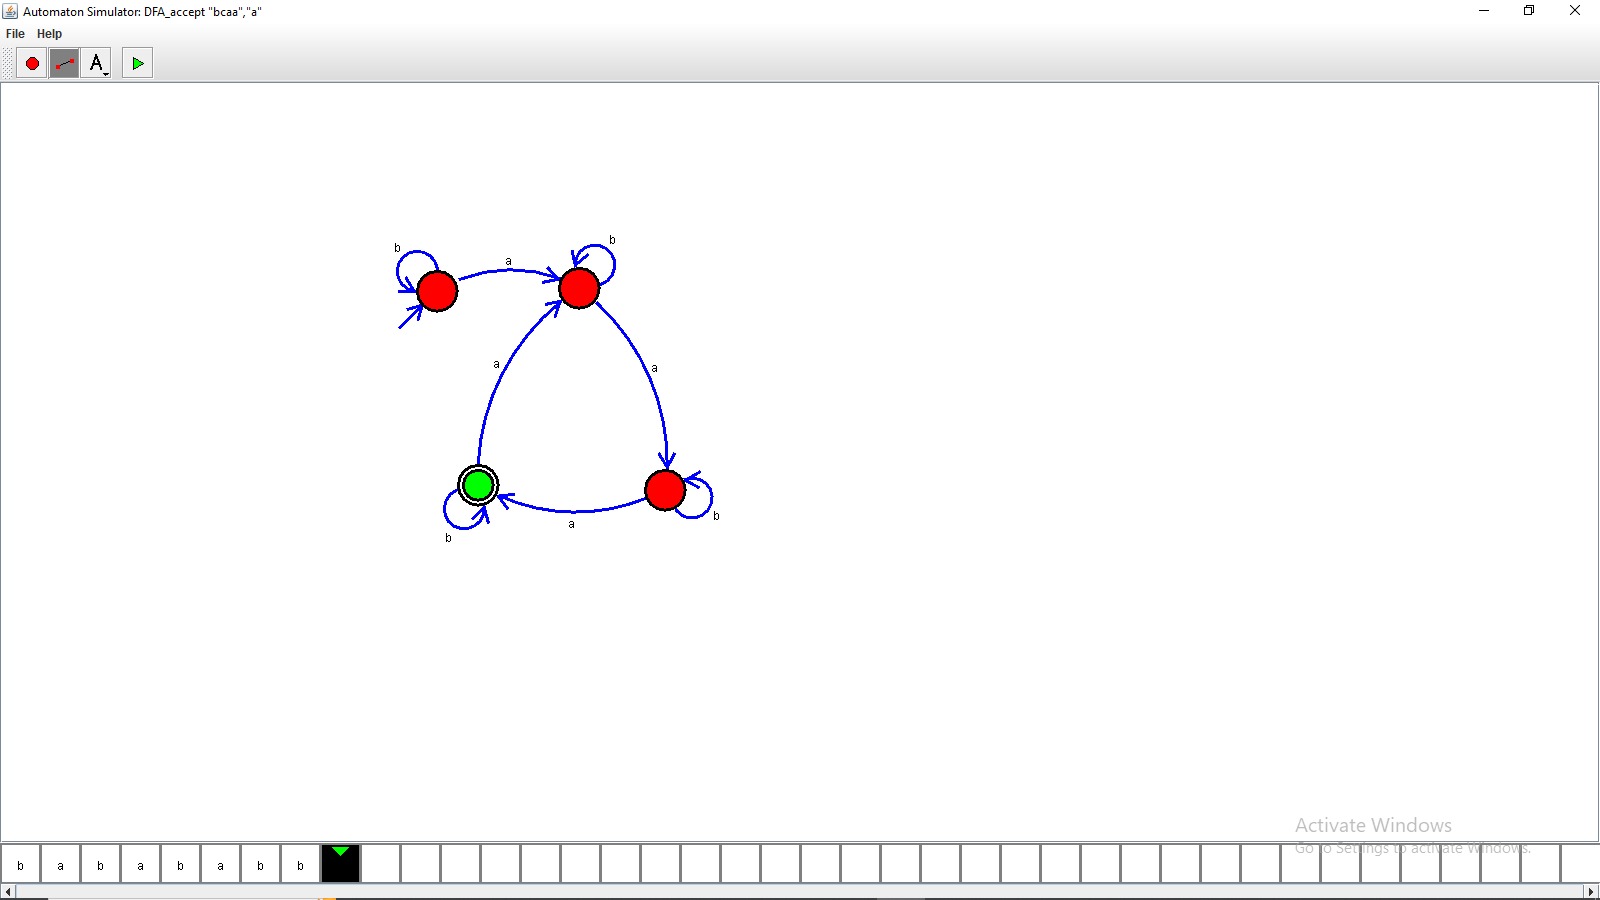 Automaton Simulator: DFA_accept "bcaa","a"
File Help
A
b
b
a
a
a
b
a
b
b
Activate Windows
Go to Settings to activate Windows.
b a b a b a b b